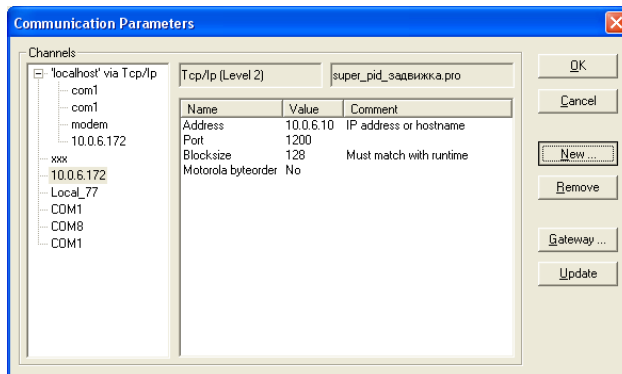 Communication Parameters
Channels
'localhost' via Tcp/Ip
com1
com1
modem
10.0.6.172
xxx
10.0.6.172
Local_77
COM1
COM8
COM1
Tcp/Ip (Level 2) super_pid_задвижка.pro
Name Value Comment
Address 10.0.6.10 IP address or hostname
Port 1200
Blocksize 128 Must match with runtime
Motorola byteorder No
OK
Cancel
New ...
Remove
Gateway ...
Update